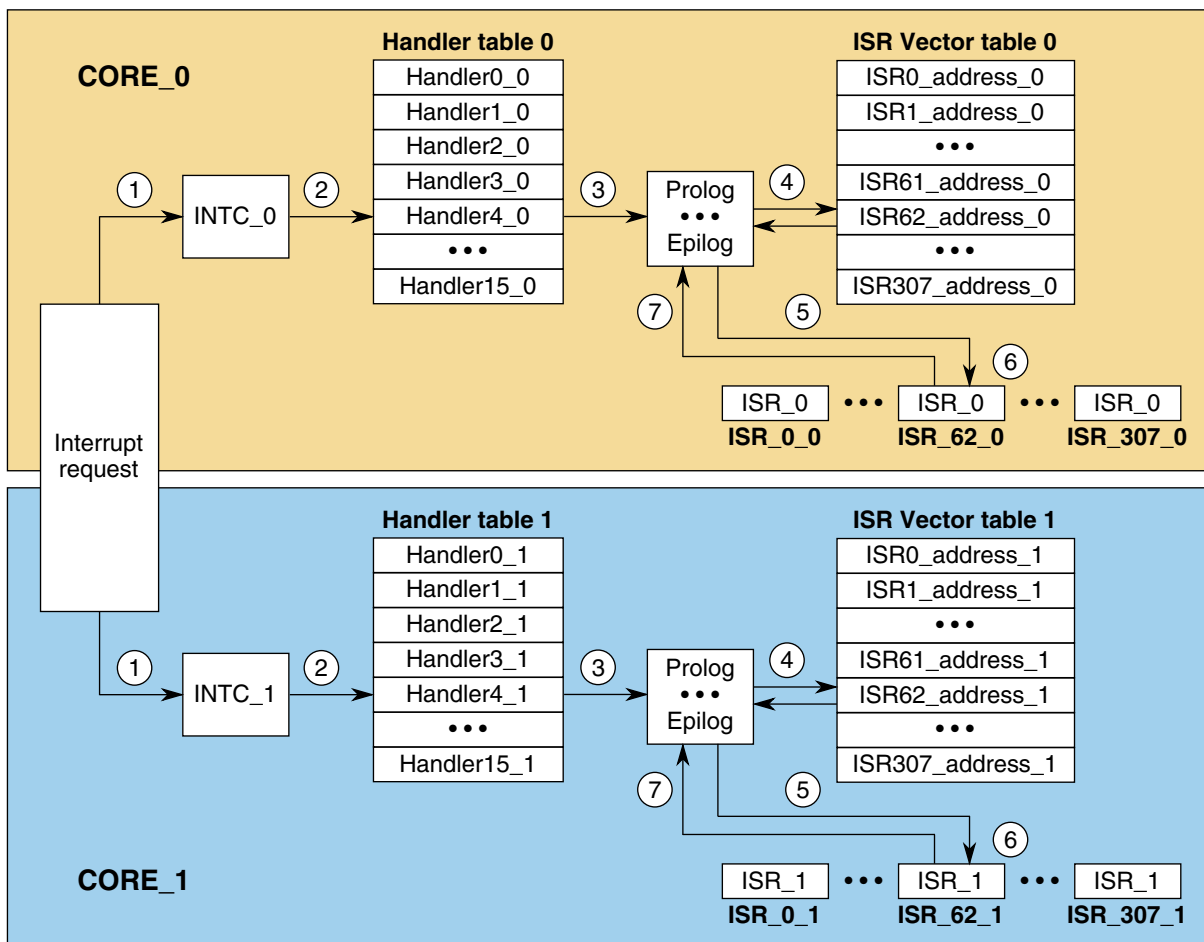 CORE_0
Handler table 0
Handler0_0
Handler1_0
Handler2_0
Handler3_0
Handler4_0
•••
Handler15_0
ISR Vector table 0
ISR0_address_0
ISR1_address_0
•••
ISR61_address_0
ISR62_address_0
•••
ISR307_address_0
1
INTC_0
2
3
Prolog
•••
Epilog
4
5
6
7
ISR_0 ••• ISR_0 ••• ISR_0
ISR_0_0 ISR_62_0 ISR_307_0
Interrupt
request
CORE_1
Handler table 1
Handler0_1
Handler1_1
Handler2_1
Handler3_1
Handler4_1
•••
Handler15_1
ISR Vector table 1
ISR0_address_1
ISR1_address_1
•••
ISR61_address_1
ISR62_address_1
•••
ISR307_address_1
1
INTC_1
2
3
Prolog
•••
Epilog
4
5
6
7
ISR_1 ••• ISR_1 ••• ISR_1
ISR_0_1 ISR_62_1 ISR_307_1